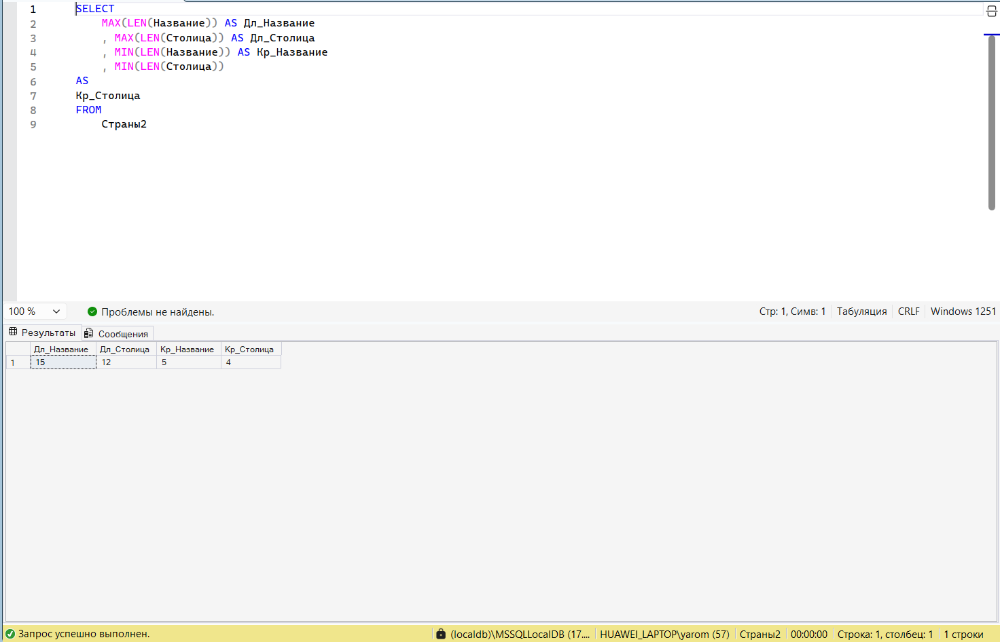 1 SELECT
2 MAX(LEN(Название)) AS Дл_Название
3 , MAX(LEN(Столица)) AS Дл_Столица
4 , MIN(LEN(Название)) AS Кр_Название
5 , MIN(LEN(Столица))
6 AS
7 Кр_Столица
8 FROM
9 Страны2
100 % Проблемы не найдены. Стр: 1, Симв: 1 Табуляция CRLF Windows 1251
Результаты Сообщения
Дл_Название Дл_Столица Кр_Название Кр_Столица
1 15 12 5 4
Запрос успешно выполнен. (localdb)\MSSQLLocalDB (17.... HUAWEI_LAPTOP\yarom (57) Страны2 00:00:00 Строка: 1, столбец: 1 1 строки